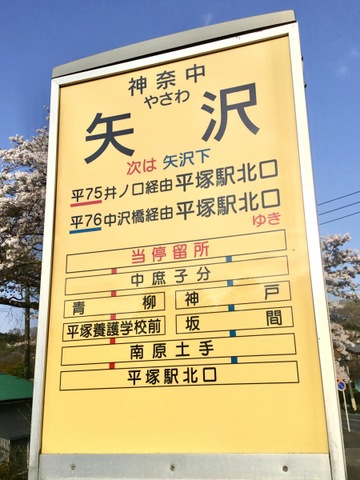 神奈中
やさわ
矢沢
次は 矢沢下
平75井ノ口経由平塚駅北口
平76中沢橋経由平塚駅北口
ゆき
当停留所
中庶子分
青柳 神戸
平塚養護学校前 坂間
南原土手
平塚駅北口